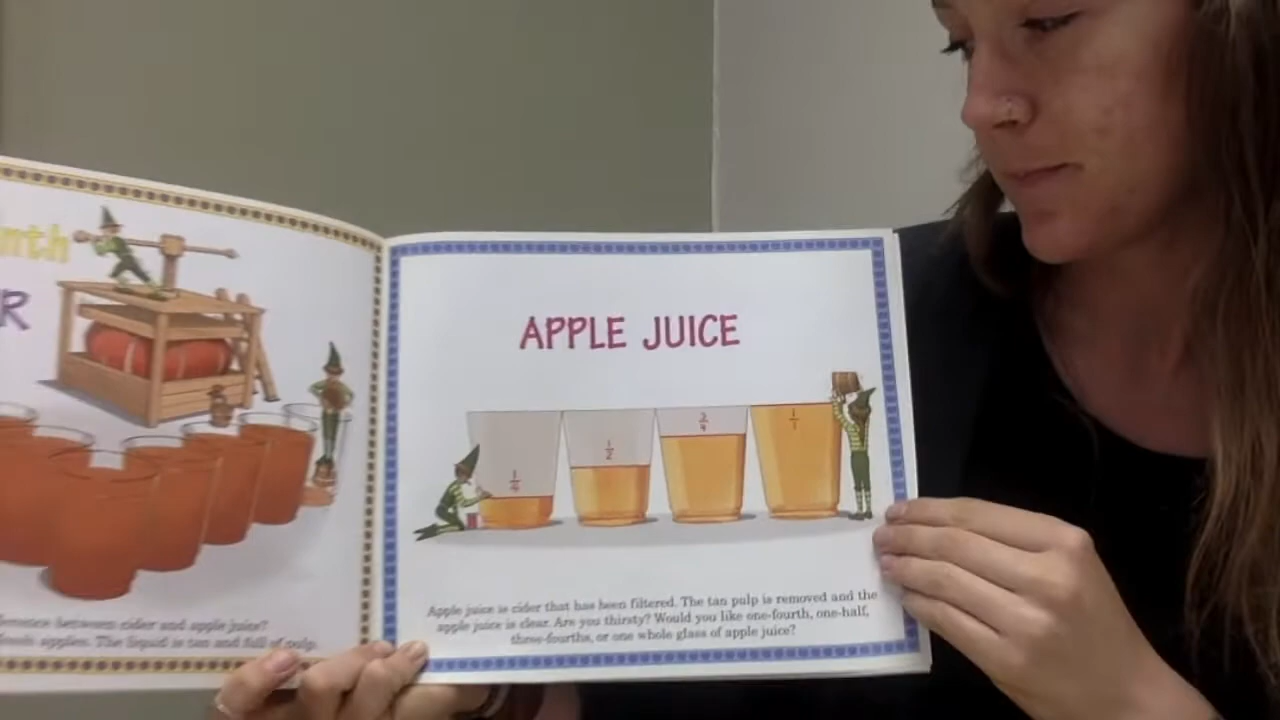 nth
R
difference between cider and apple juice?
apples. The liquid is tan and full of pulp.
APPLE JUICE
1/4
1/2
3/4
1/1
Apple juice is cider that has been filtered. The tan pulp is removed and the
apple juice is clear. Are you thirsty? Would you like one-fourth, one-half,
three-fourths, or one whole glass of apple juice?